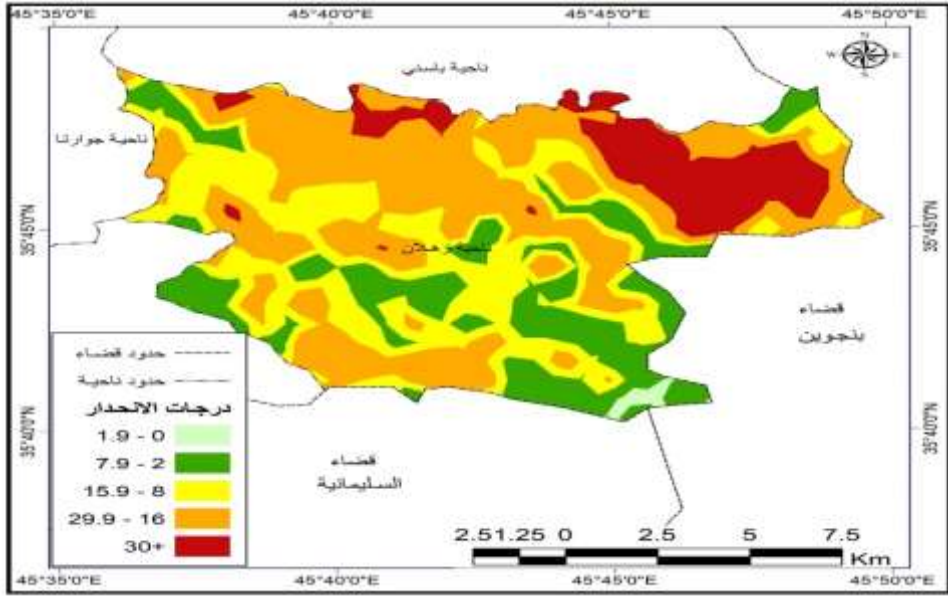 45°35'0"E
45°40'0"E
45°45'0"E
45°50'0"E
N
W E
S
ناحية باسني
ناحية جوارتا
35°45'0"N
35°45'0"N
قضاء
بنجوين
حدود قضاء
حدود ناحية
درجات الانحدار
1.9 - 0
7.9 - 2
15.9 - 8
29.9 - 16
30+
35°40'0"N
35°40'0"N
قضاء
السليمانية
2.5 1.25 0 2.5 5 7.5
Km
45°35'0"E
45°40'0"E
45°45'0"E
45°50'0"E